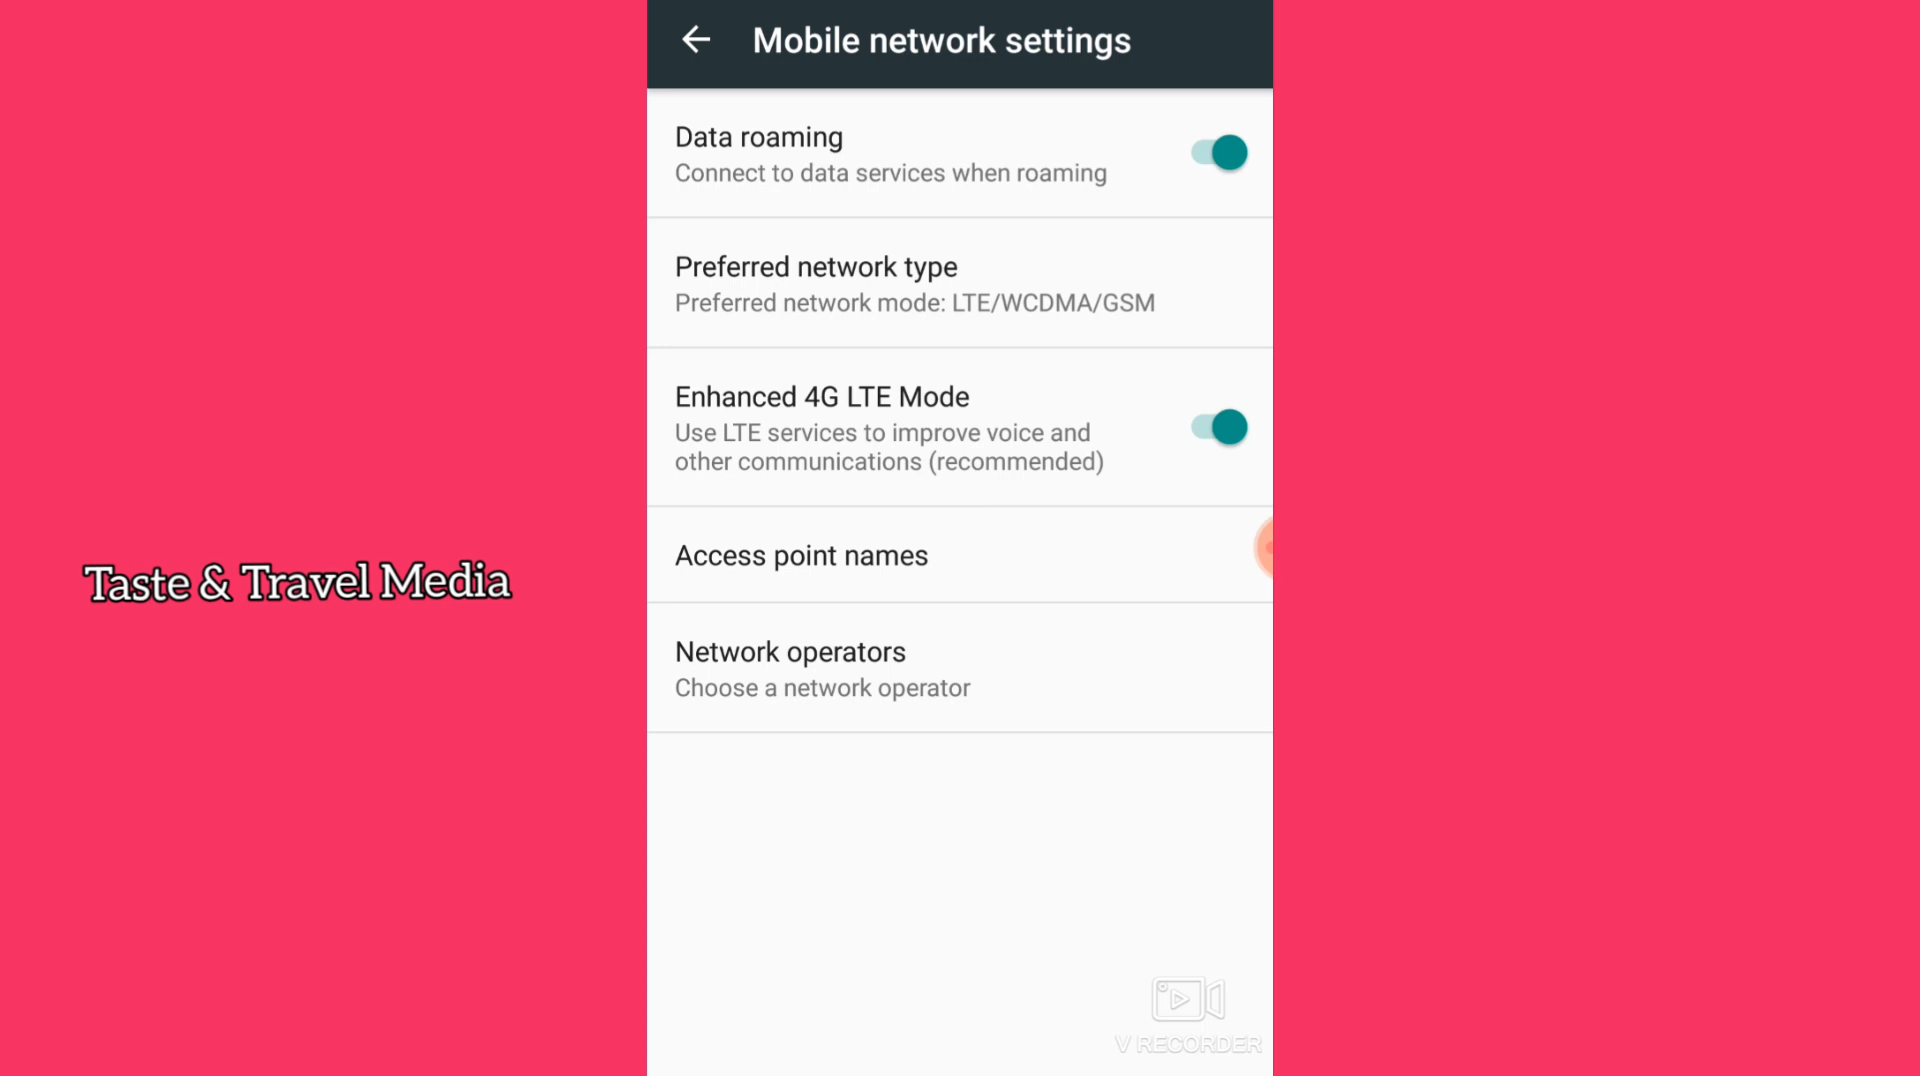 Mobile network settings
Data roaming
Connect to data services when roaming
Preferred network type
Preferred network mode: LTE/WCDMA/GSM
Enhanced 4G LTE Mode
Use LTE services to improve voice and
other communications (recommended)
Access point names
Network operators
Choose a network operator
Taste & Travel Media
V RECORDER